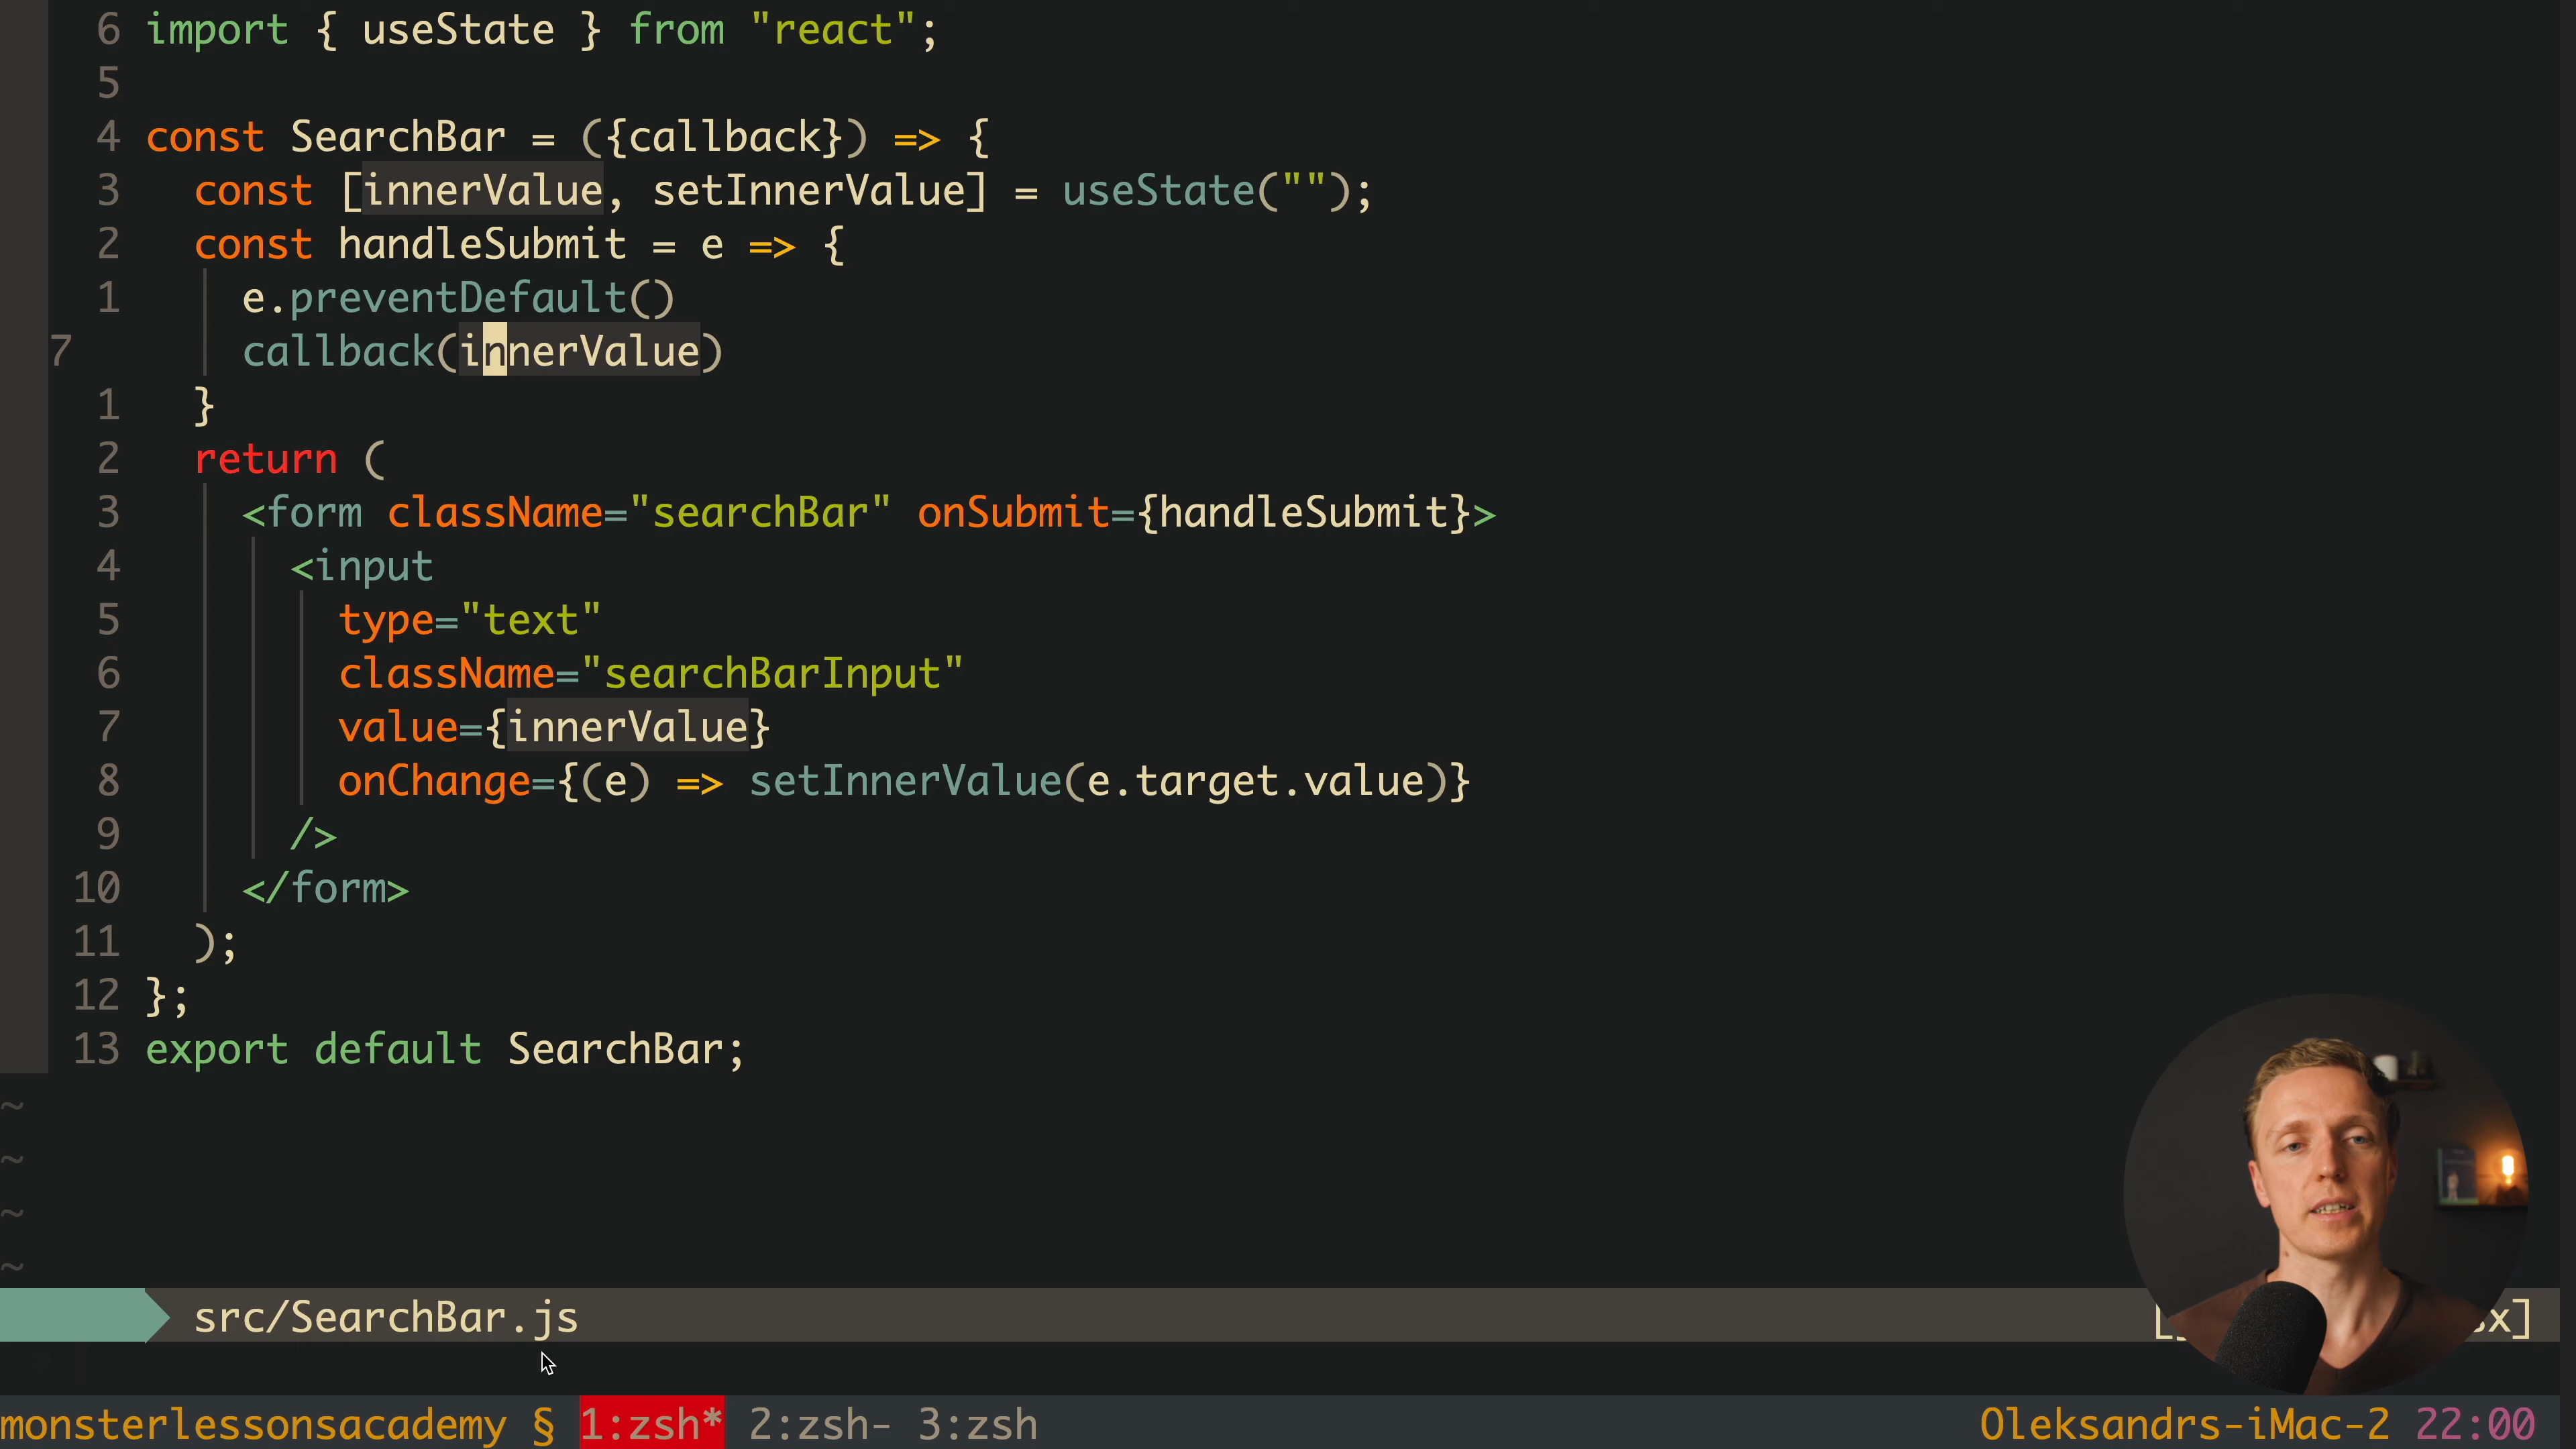 6 import { useState } from "react";
5
4 const SearchBar = ({callback}) => {
3 const [innerValue, setInnerValue] = useState("");
2 const handleSubmit = e => {
1 e.preventDefault()
7 callback(innerValue)
1 }
2 return (
3 <form className="searchBar" onSubmit={handleSubmit}>
4 <input
5 type="text"
6 className="searchBarInput"
7 value={innerValue}
8 onChange={(e) => setInnerValue(e.target.value)}
9 />
10 </form>
11 );
12 };
13 export default SearchBar;
~
~
~
~
src/SearchBar.js
monsterlessonsacademy § 1:zsh* 2:zsh- 3:zsh Oleksandrs-iMac-2 22:00